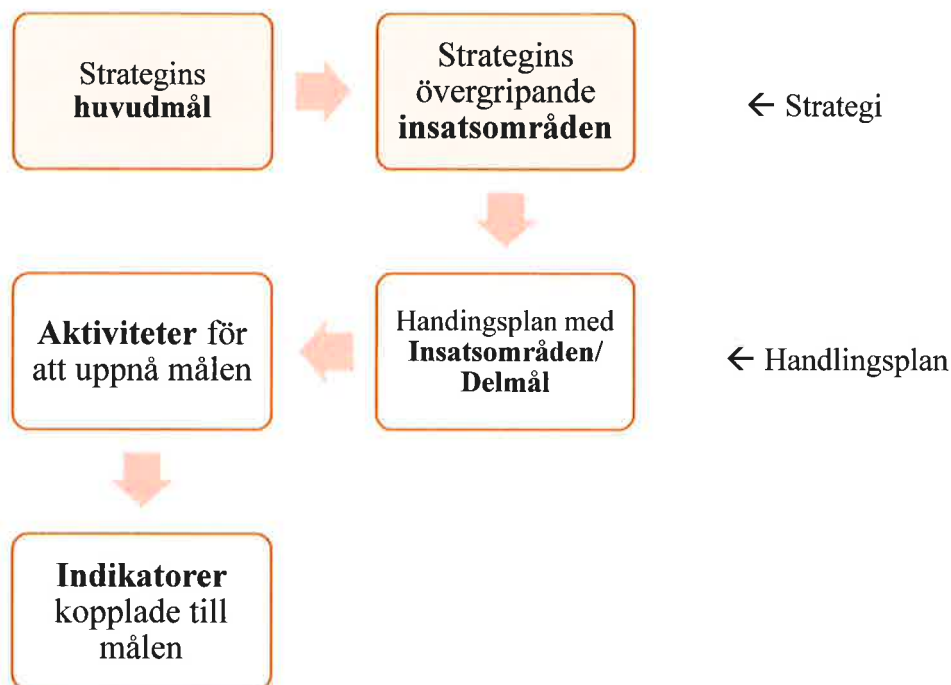 Strategins
huvudmål
Strategins
övergripande
insatsområden
← Strategi
Aktiviteter för
att uppnå målen
Handingsplan med
Insatsområden/
Delmål
← Handlingsplan
Indikatorer
kopplade till
målen